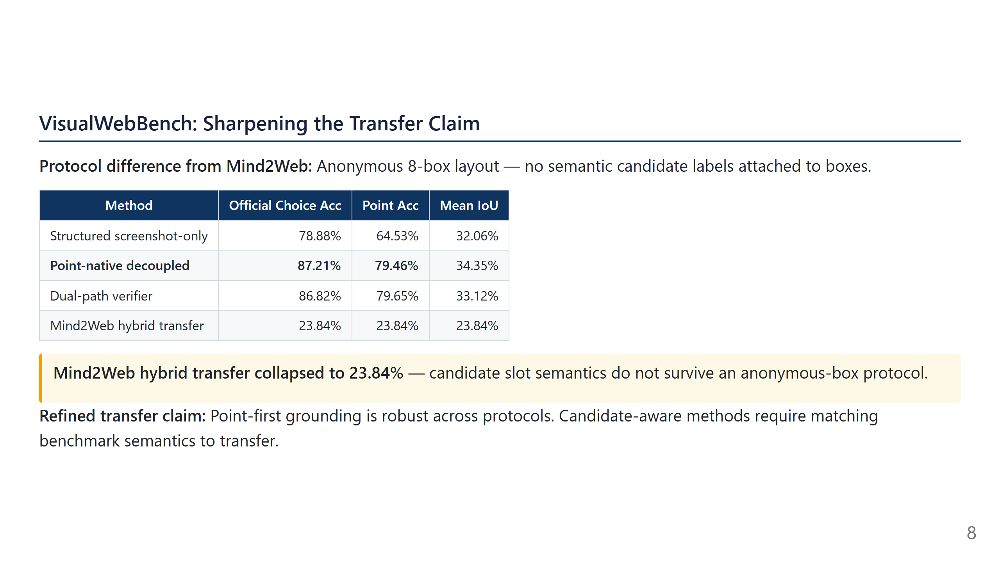 VisualWebBench: Sharpening the Transfer Claim
Protocol difference from Mind2Web: Anonymous 8-box layout — no semantic candidate labels attached to boxes.
Method Official Choice Acc Point Acc Mean IoU
Structured screenshot-only 78.88% 64.53% 32.06%
Point-native decoupled 87.21% 79.46% 34.35%
Dual-path verifier 86.82% 79.65% 33.12%
Mind2Web hybrid transfer 23.84% 23.84% 23.84%
Mind2Web hybrid transfer collapsed to 23.84% — candidate slot semantics do not survive an anonymous-box protocol.
Refined transfer claim: Point-first grounding is robust across protocols. Candidate-aware methods require matching
benchmark semantics to transfer.
8